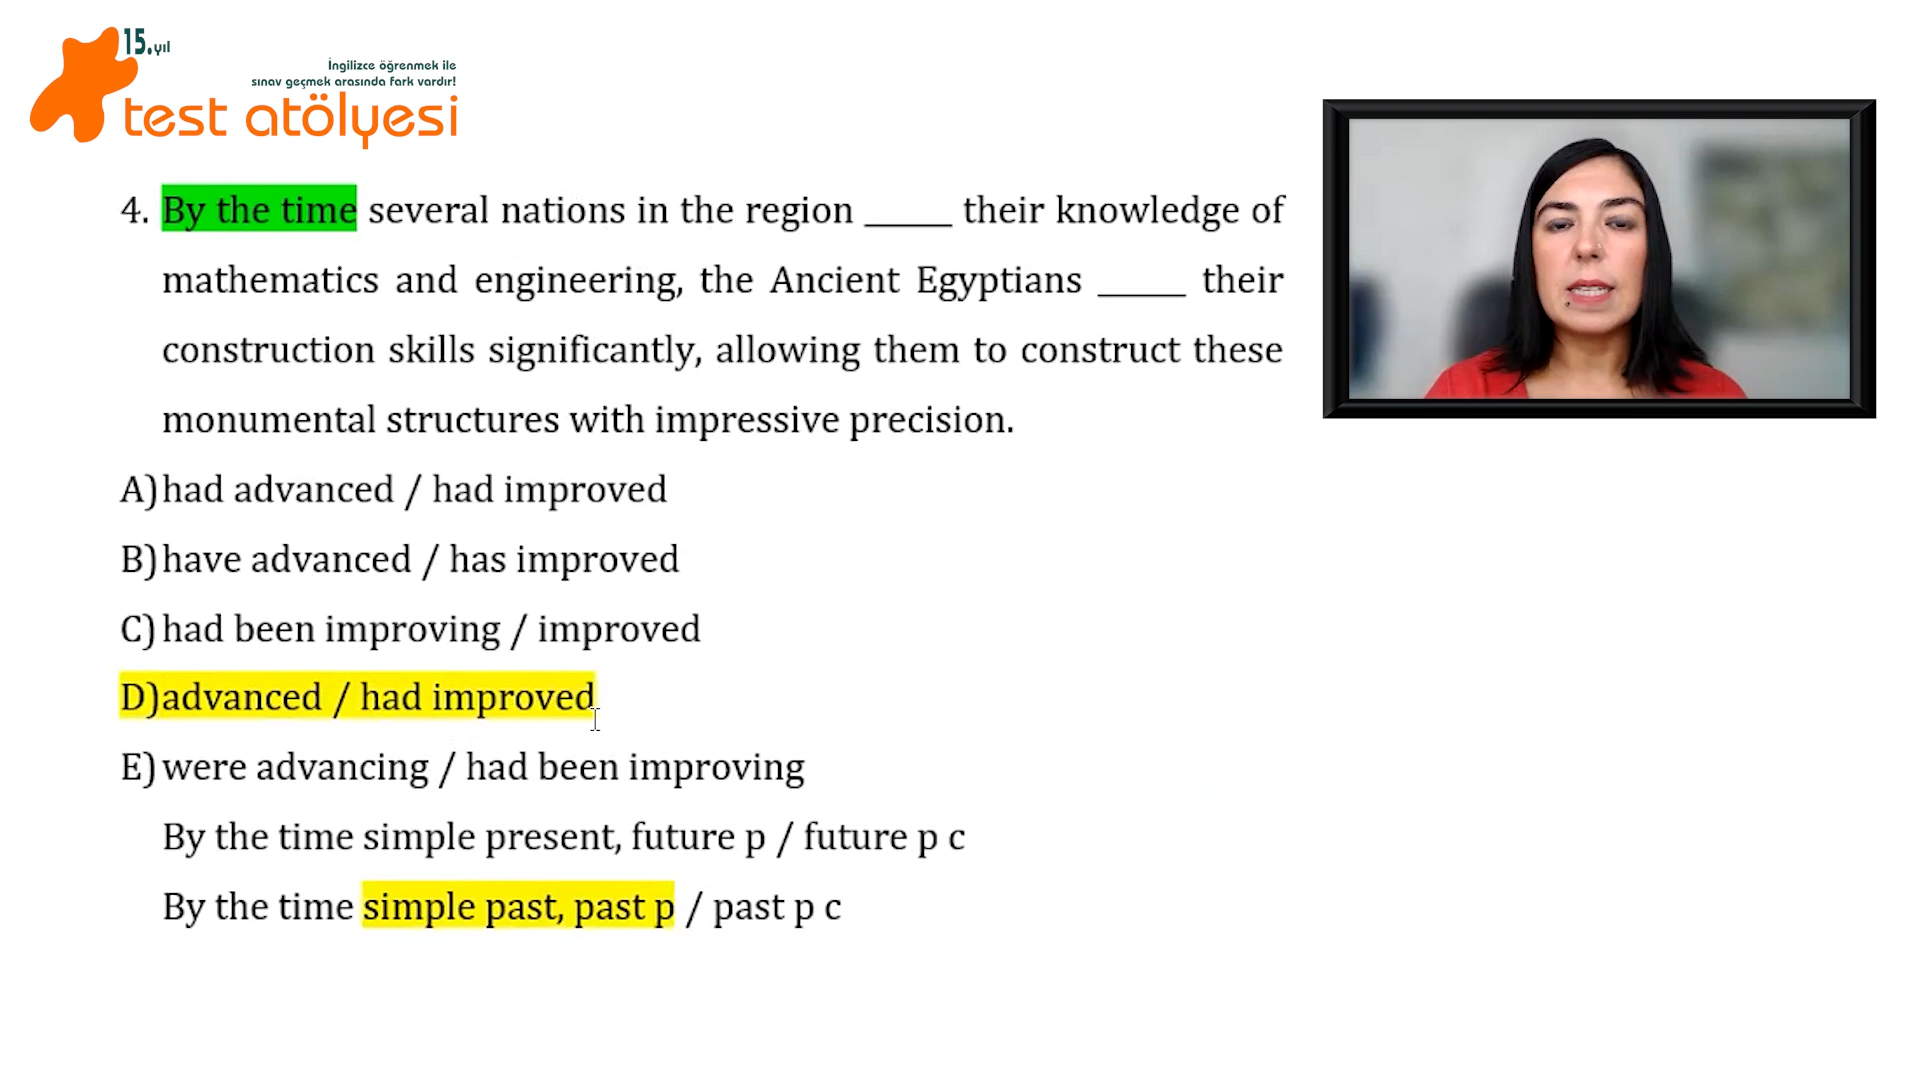 15.yıl
İngilizce öğrenmek ile
sınav geçmek arasında fark vardır!
test atölyesi
4. By the time several nations in the region _____ their knowledge of
mathematics and engineering, the Ancient Egyptians _____ their
construction skills significantly, allowing them to construct these
monumental structures with impressive precision.
A) had advanced / had improved
B) have advanced / has improved
C) had been improving / improved
D) advanced / had improved
E) were advancing / had been improving
By the time simple present, future p / future p c
By the time simple past, past p / past p c